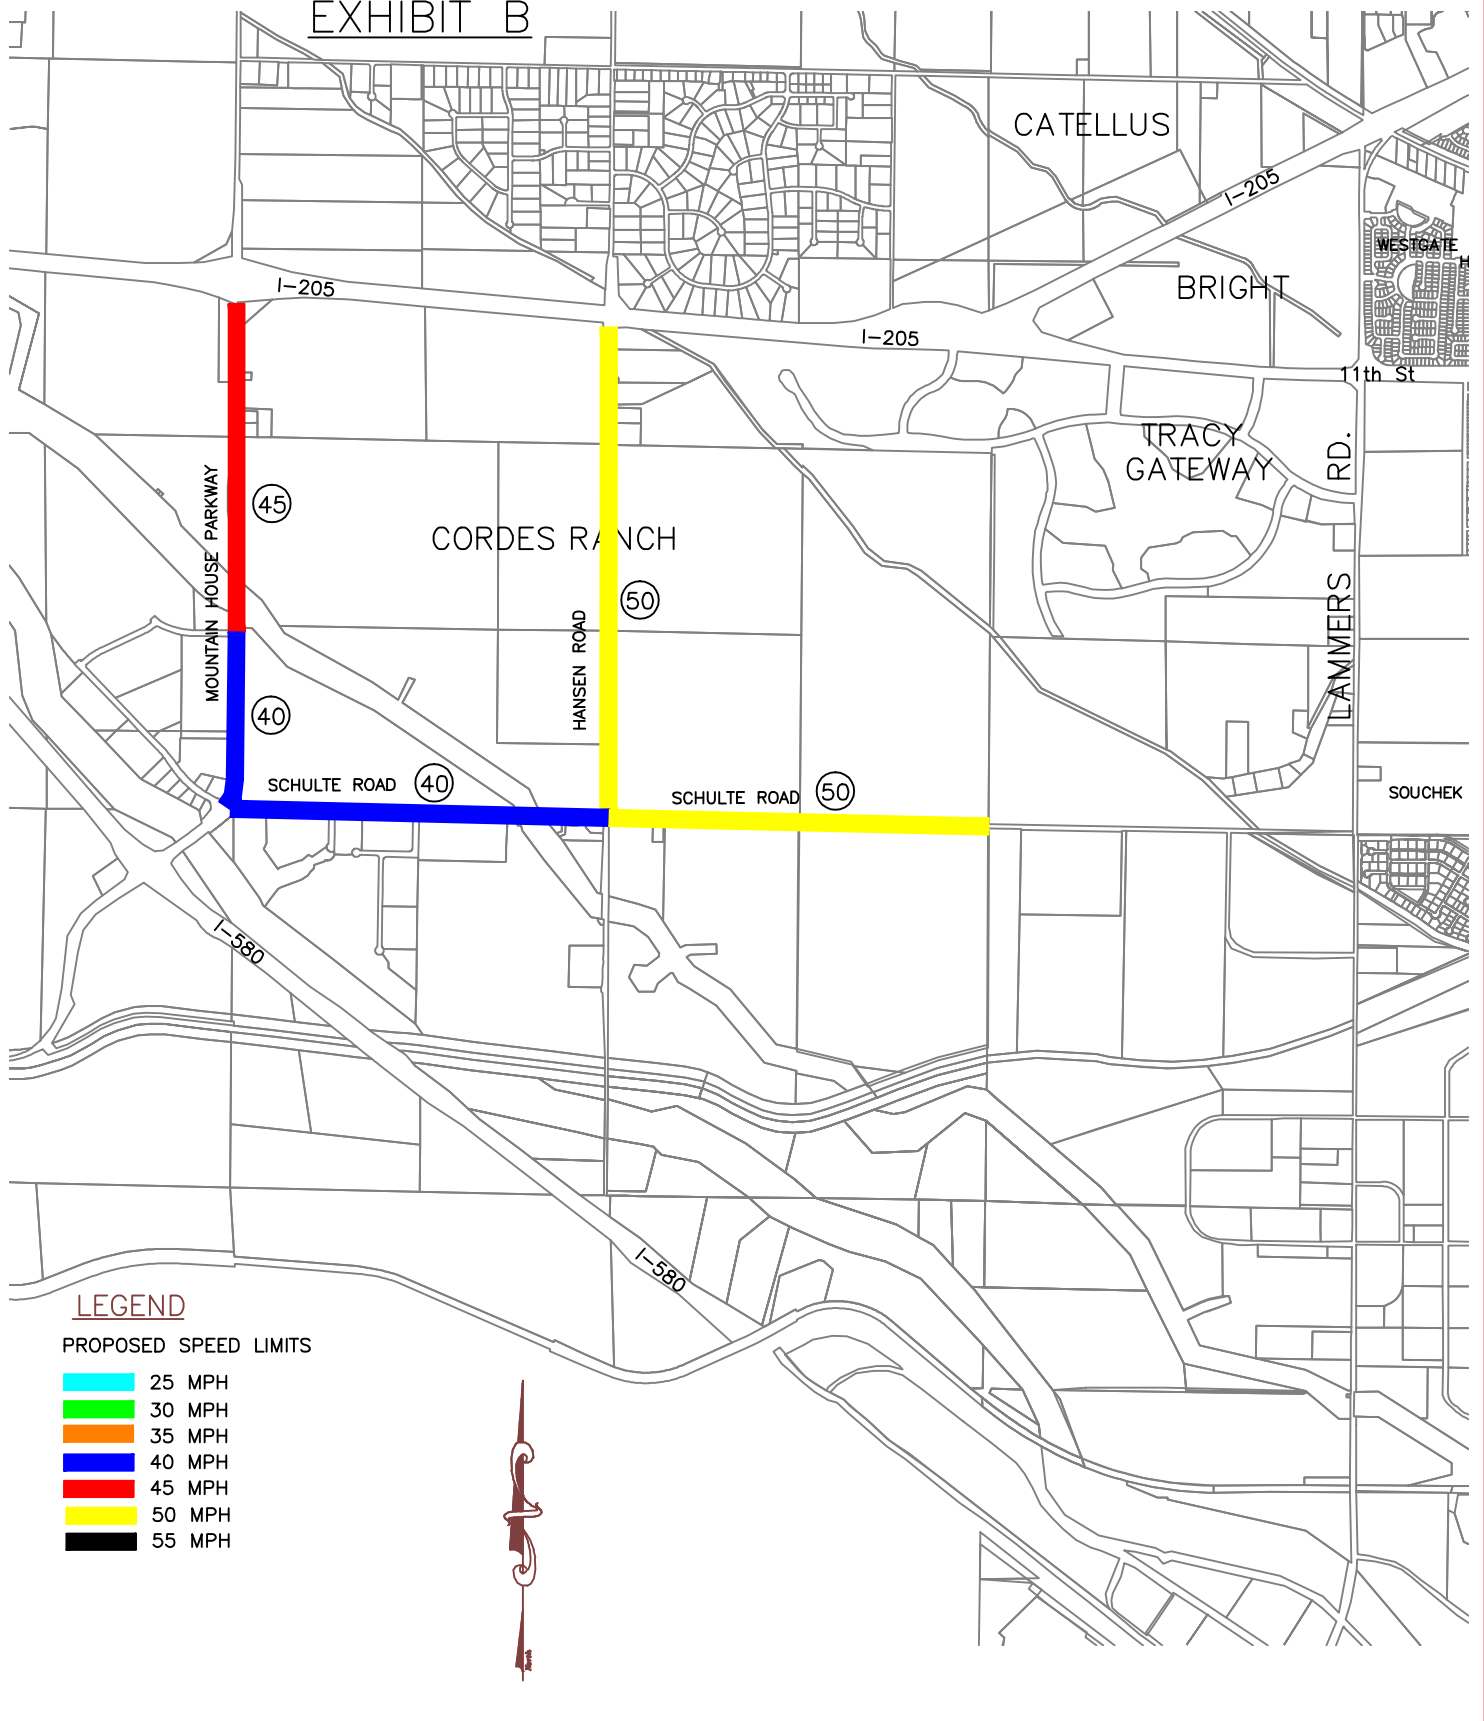 EXHIBIT B
CATELLUS
I-205
WESTGATE
H
BRIGHT
I-205
I-205
11th St
TRACY
GATEWAY
LAMMERS RD.
MOUNTAIN HOUSE PARKWAY
45
CORDES RANCH
50
HANSEN ROAD
40
SCHULTE ROAD 40
SCHULTE ROAD 50
SOUCHEK
I-580
I-580
LEGEND
PROPOSED SPEED LIMITS
25 MPH
30 MPH
35 MPH
40 MPH
45 MPH
50 MPH
55 MPH
North